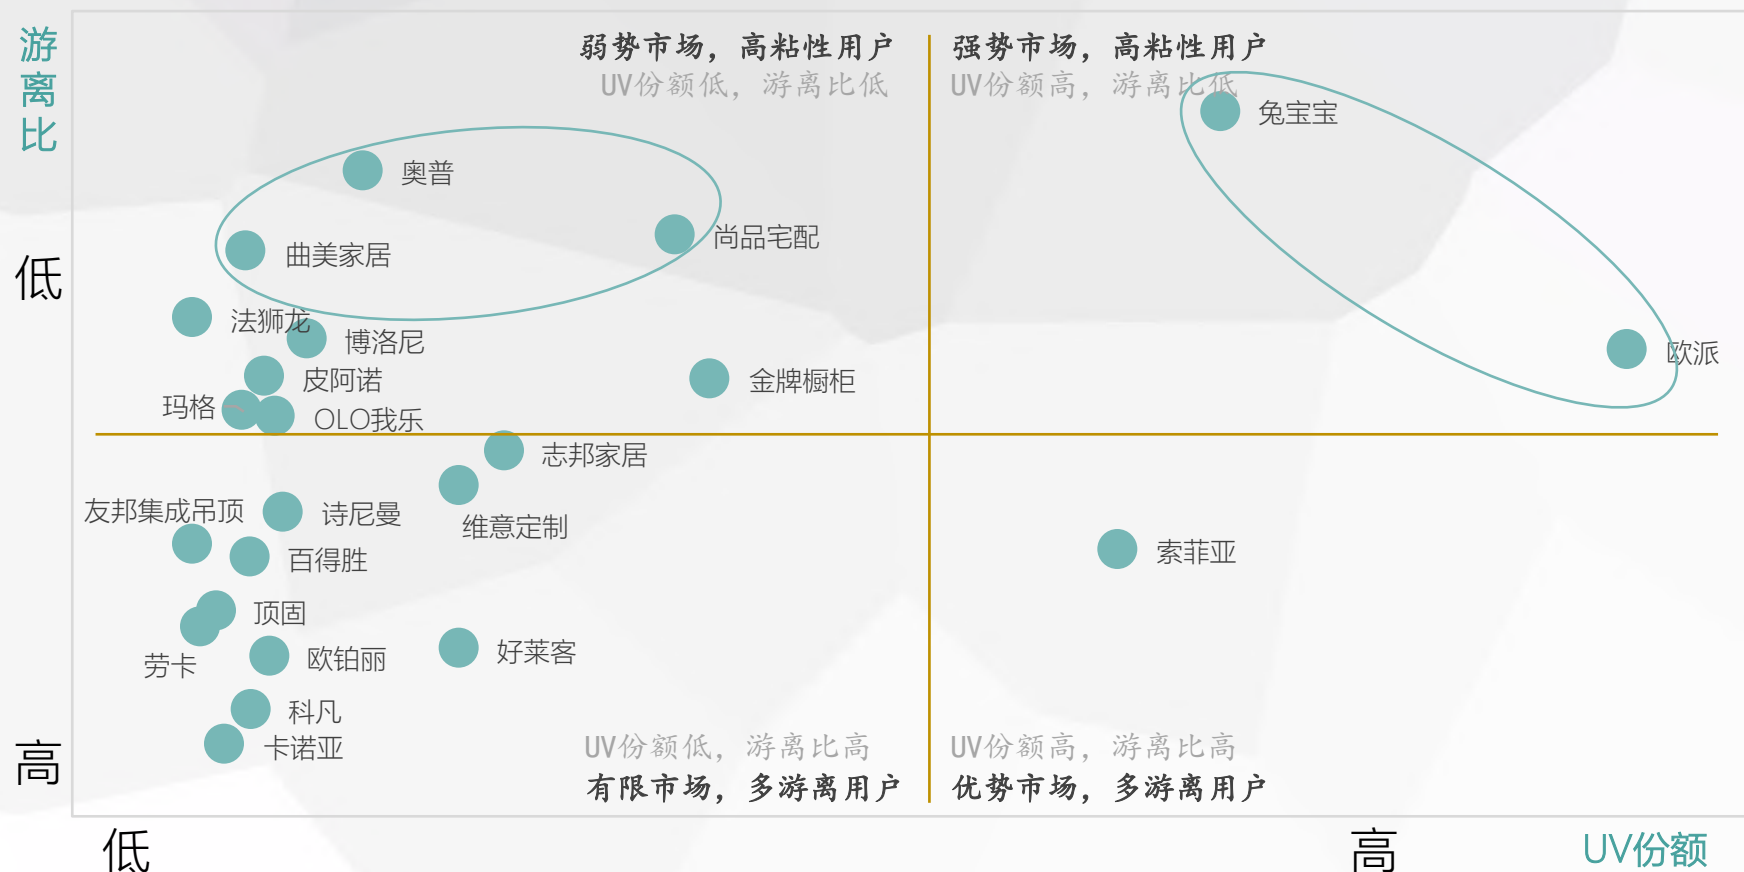 游离比
弱势市场，高粘性用户
强势市场，高粘性用户
UV份额低，游离比低
UV份额高，游离比低
兔宝宝
奥普
尚品宅配
曲美家居
低
法狮龙
博洛尼
欧派
皮阿诺
金牌橱柜
玛格
OLO我乐
志邦家居
友邦集成吊顶
诗尼曼
维意定制
百得胜
索菲亚
顶固
劳卡
欧铂丽
好莱客
科凡
卡诺亚
高
UV份额低，游离比高
UV份额高，游离比高
有限市场，多游离用户
优势市场，多游离用户
低
高
UV份额